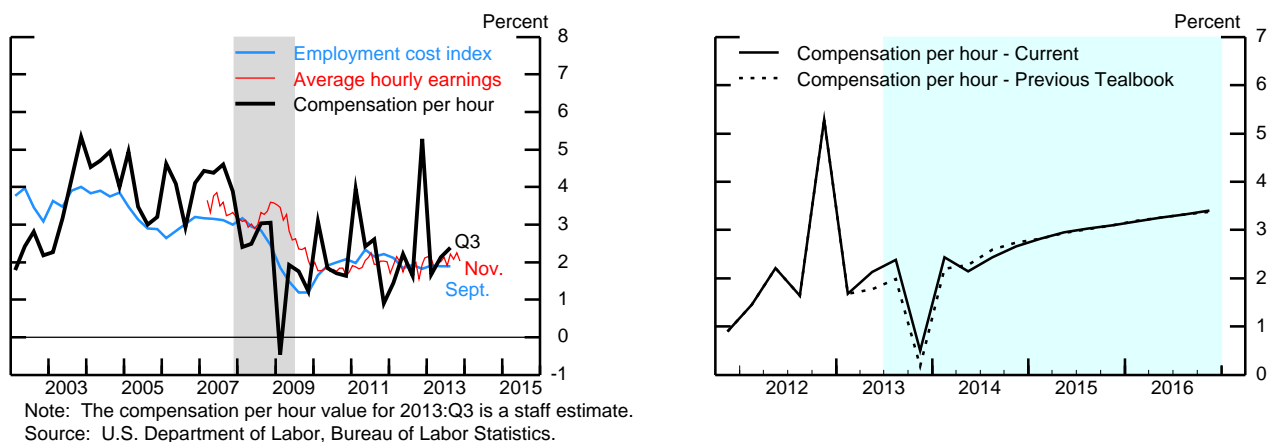 Percent
8
7
6
5
4
3
2
1
0
-1
Employment cost index
Average hourly earnings
Compensation per hour
Q3
Nov.
Sept.
2003 2005 2007 2009 2011 2013 2015
Note: The compensation per hour value for 2013:Q3 is a staff estimate.
Source: U.S. Department of Labor, Bureau of Labor Statistics.
Percent
7
6
5
4
3
2
1
0
Compensation per hour - Current
Compensation per hour - Previous Tealbook
2012 2013 2014 2015 2016